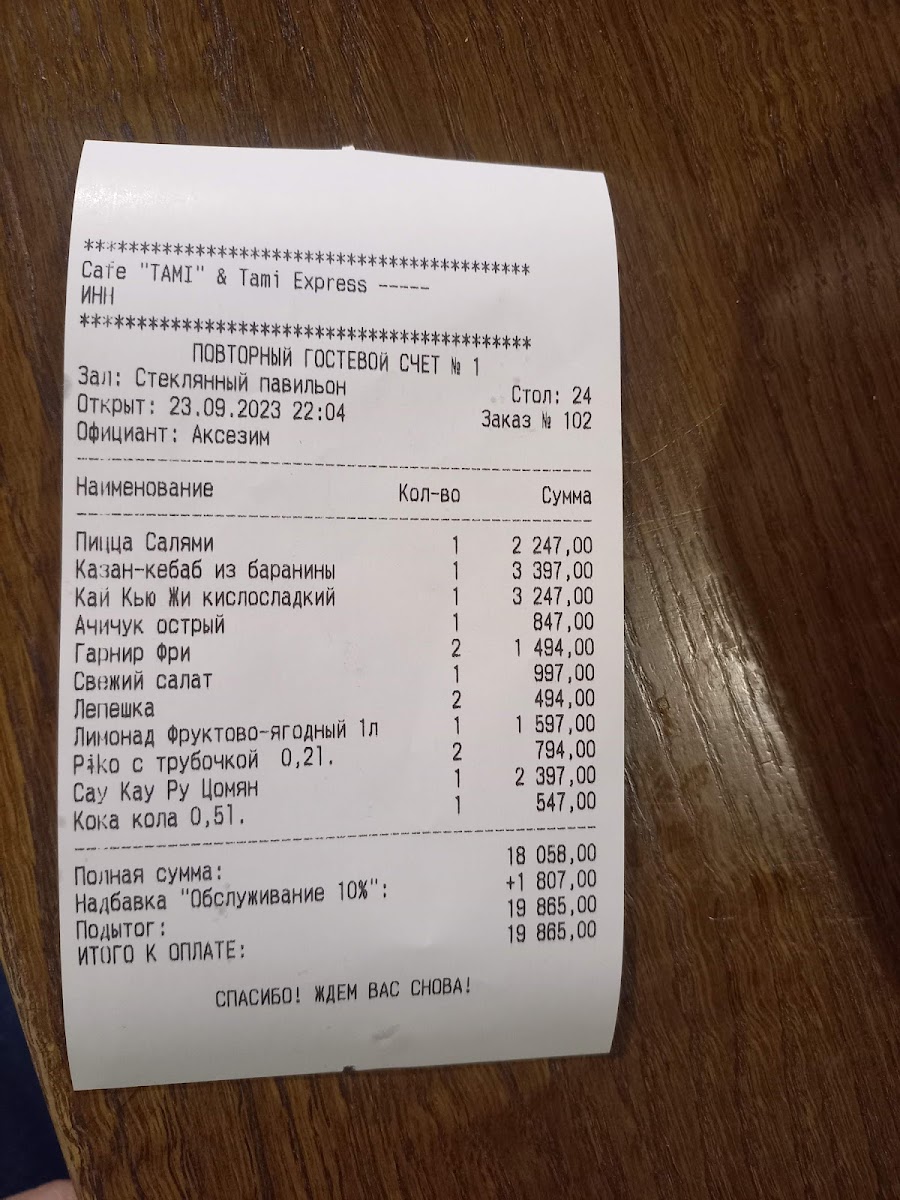 ******************************************
Cafe "TAMI" & Tami Express -----
ИНН
******************************************
ПОВТОРНЫЙ ГОСТЕВОЙ СЧЕТ № 1
Зал: Стеклянный павильон Стол: 24
Открыт: 23.09.2023 22:04 Заказ № 102
Официант: Аксезим
Наименование Кол-во Сумма
Пицца Салями 1 2 247,00
Казан-кебаб из баранины 1 3 397,00
Кай Кью Жи кислосладкий 1 3 247,00
Ачичук острый 1 847,00
Гарнир Фри 2 1 494,00
Свежий салат 1 997,00
Лепешка 2 494,00
Лимонад Фруктово-ягодный 1л 1 1 597,00
Piko с трубочкой 0,2l. 2 794,00
Сау Кау Ру Цомян 1 2 397,00
Кока кола 0,5l. 1 547,00
Полная сумма: 18 058,00
Надбавка "Обслуживание 10%": +1 807,00
Подытог: 19 865,00
ИТОГО К ОПЛАТЕ: 19 865,00
СПАСИБО! ЖДЕМ ВАС СНОВА!